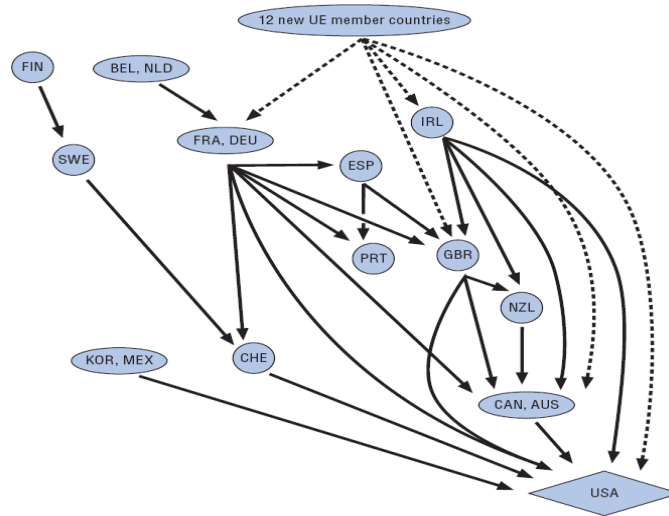 12 new UE member countries
FIN
BEL, NLD
IRL
FRA, DEU
SWE
ESP
PRT
GBR
NZL
KOR, MEX
CHE
CAN, AUS
USA